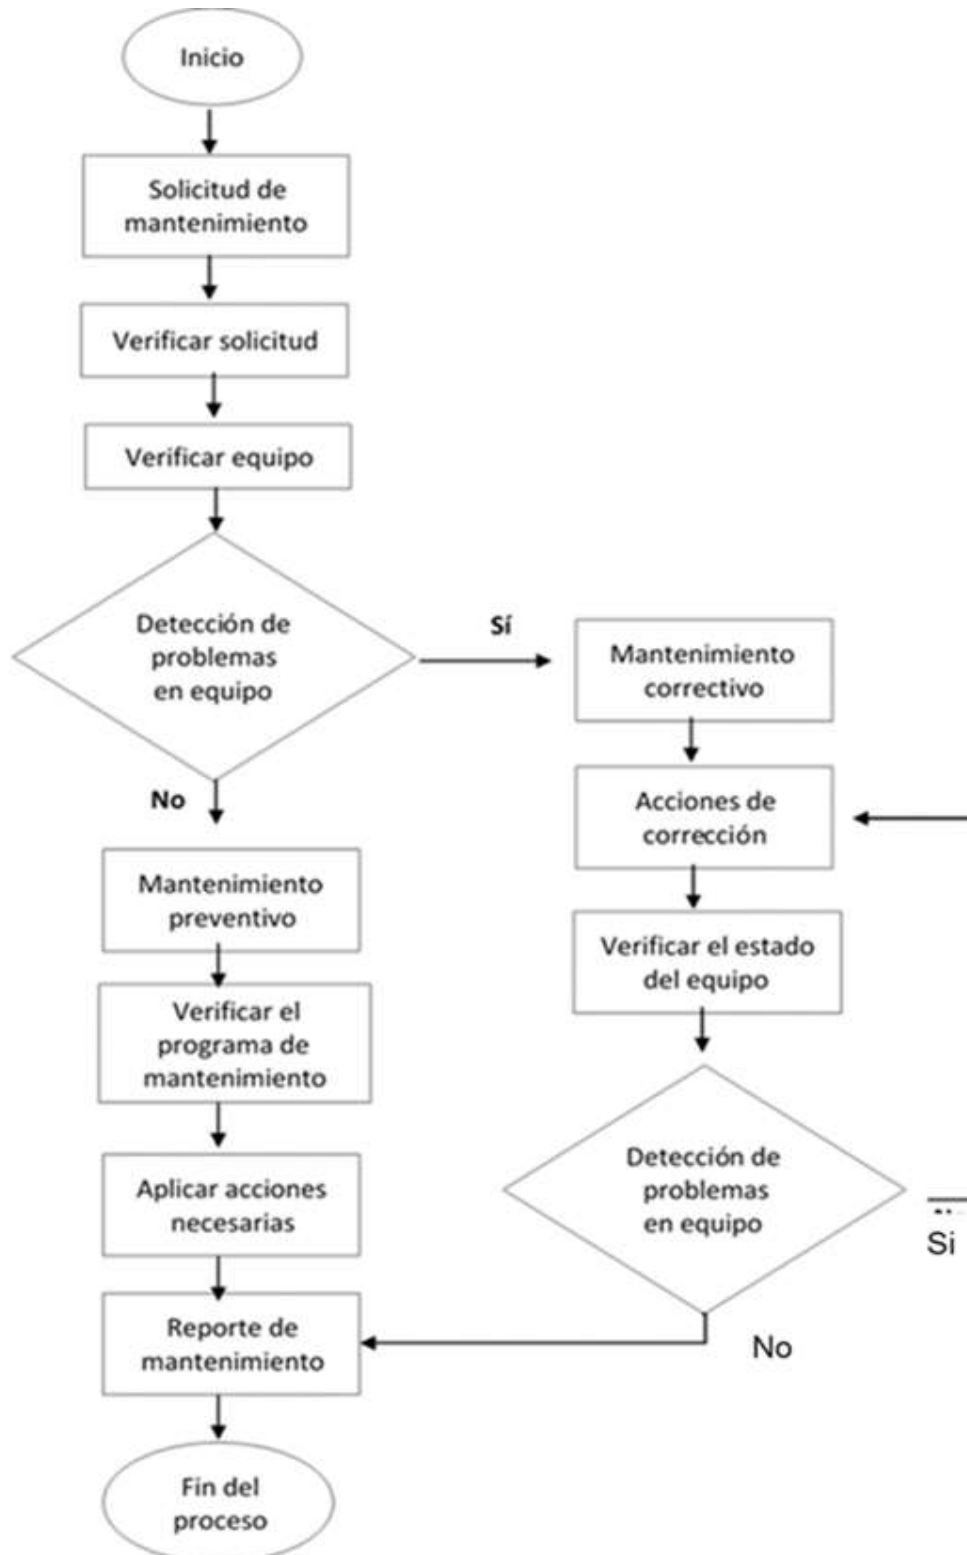 Inicio
Solicitud de
mantenimiento
Verificar solicitud
Verificar equipo
Detección de
problemas
en equipo
Sí
No
Mantenimiento
correctivo
Acciones de
corrección
Verificar el estado
del equipo
Detección de
problemas
en equipo
Si
No
Mantenimiento
preventivo
Verificar el
programa de
mantenimiento
Aplicar acciones
necesarias
Reporte de
mantenimiento
Fin del
proceso